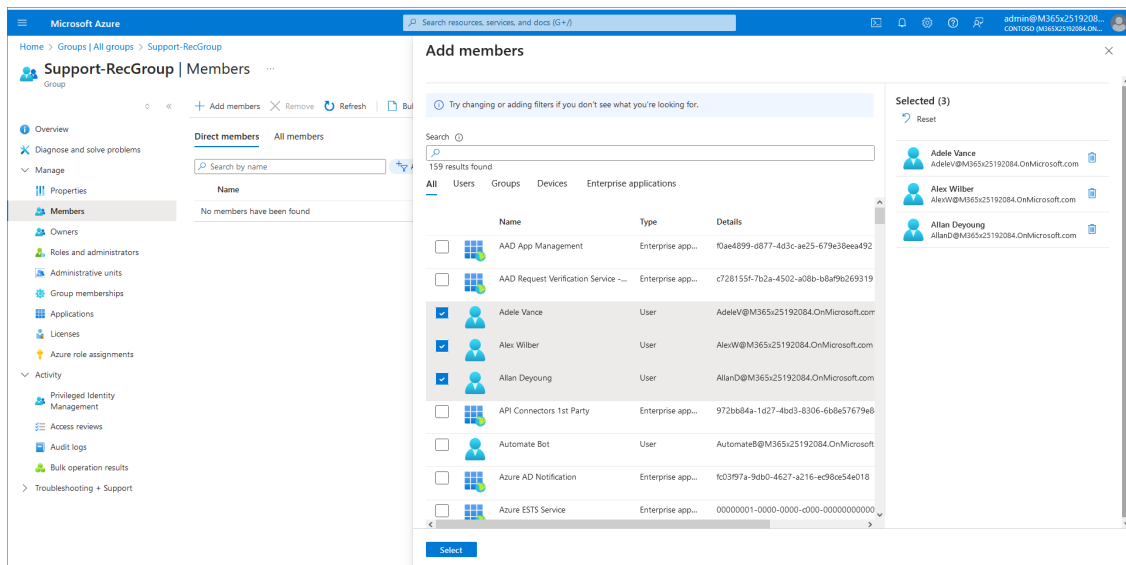 Microsoft Azure
Search resources, services, and docs (G+/)
admin@M365x2519208...
CONTOSO (M365X25192084.ON...
Home > Groups | All groups > Support-RecGroup
Support-RecGroup | Members ...
Group
Add members
Remove
Refresh
Bul
Overview
Diagnose and solve problems
Manage
Properties
Members
Owners
Roles and administrators
Administrative units
Group memberships
Applications
Licenses
Azure role assignments
Activity
Privileged Identity
Management
Access reviews
Audit logs
Bulk operation results
Troubleshooting + Support
Direct members All members
Search by name
Name
No members have been found
Add members
Try changing or adding filters if you don't see what you're looking for.
Search
159 results found
All Users Groups Devices Enterprise applications
Name Type Details
AAD App Management Enterprise app... f0ae4899-d877-4d3c-ae25-679e38eea492
AAD Request Verification Service -... Enterprise app... c728155f-7b2a-4502-a08b-b8af9b269319
Adele Vance User AdeleV@M365x25192084.OnMicrosoft.com
Alex Wilber User AlexW@M365x25192084.OnMicrosoft.com
Allan Deyoung User AllanD@M365x25192084.OnMicrosoft.com
API Connectors 1st Party Enterprise app... 972bb84a-1d27-4bd3-8306-6b8e57679e8
Automate Bot User AutomateB@M365x25192084.OnMicrosoft
Azure AD Notification Enterprise app... fc03f97a-9db0-4627-a216-ec98ce54e018
Azure ESTS Service Enterprise app... 00000001-0000-0000-c000-00000000000
Select
Selected (3)
Reset
Adele Vance
AdeleV@M365x25192084.OnMicrosoft.com
Alex Wilber
AlexW@M365x25192084.OnMicrosoft.com
Allan Deyoung
AllanD@M365x25192084.OnMicrosoft.com